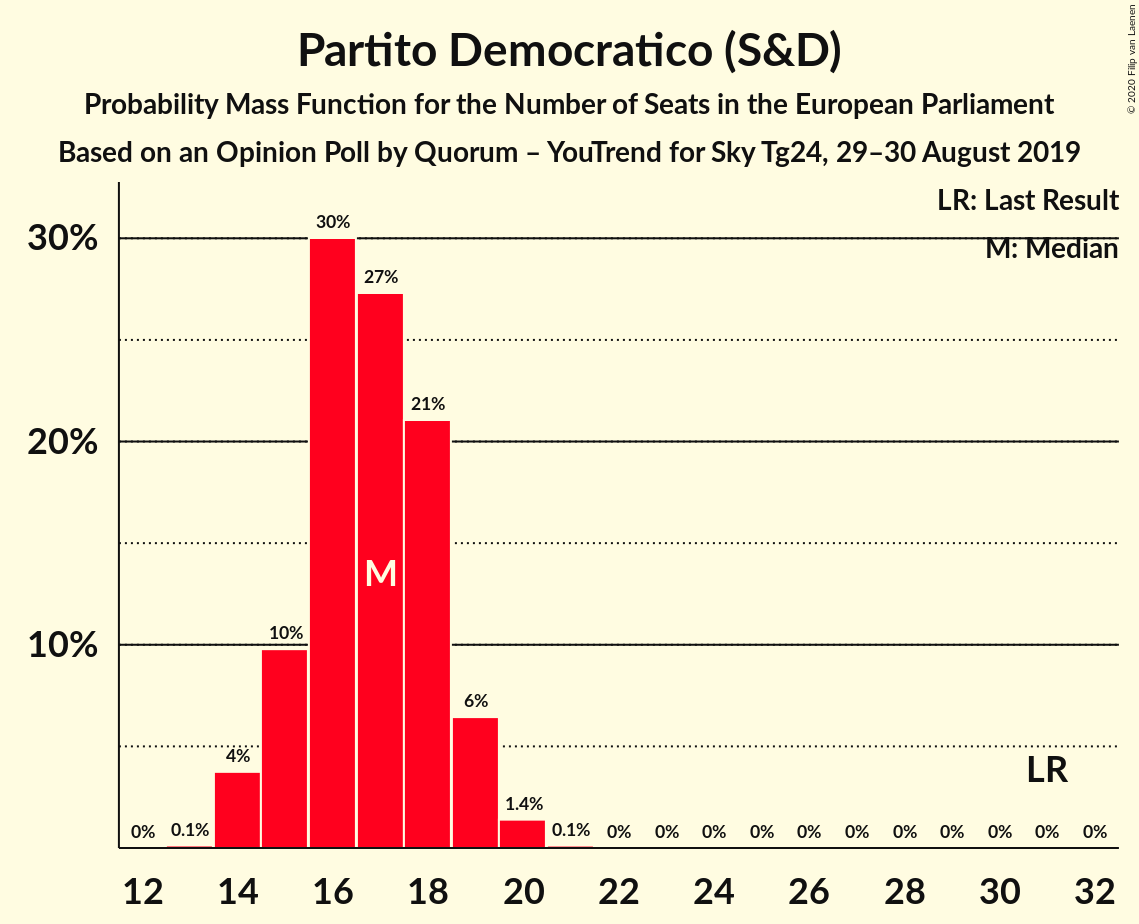 Partito Democratico (S&D)
Probability Mass Function for the Number of Seats in the European Parliament
Based on an Opinion Poll by Quorum – YouTrend for Sky Tg24, 29–30 August 2019
© 2020 Filip van Laenen
LR: Last Result
M: Median
30%
20%
10%
0% 0.1% 4% 10% 30% 27% 21% 6% 1.4% 0.1% 0% 0% 0% 0% 0% 0% 0% 0% 0% 0% 0%
M
LR
12 14 16 18 20 22 24 26 28 30 32